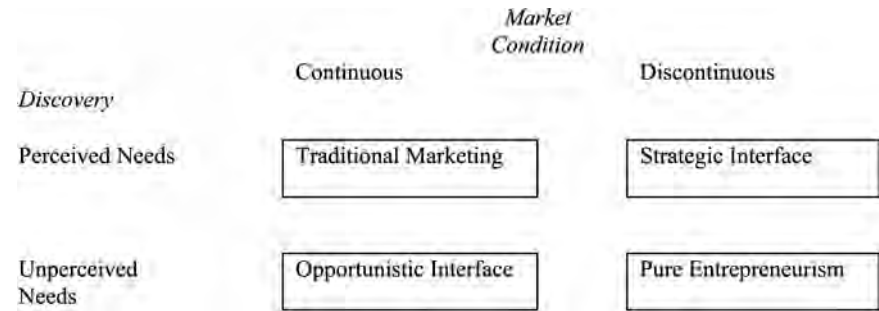 Market
Condition
Continuous Discontinuous
Discovery
Perceived Needs Traditional Marketing Strategic Interface
Unperceived Opportunistic Interface Pure Entrepreneurism
Needs